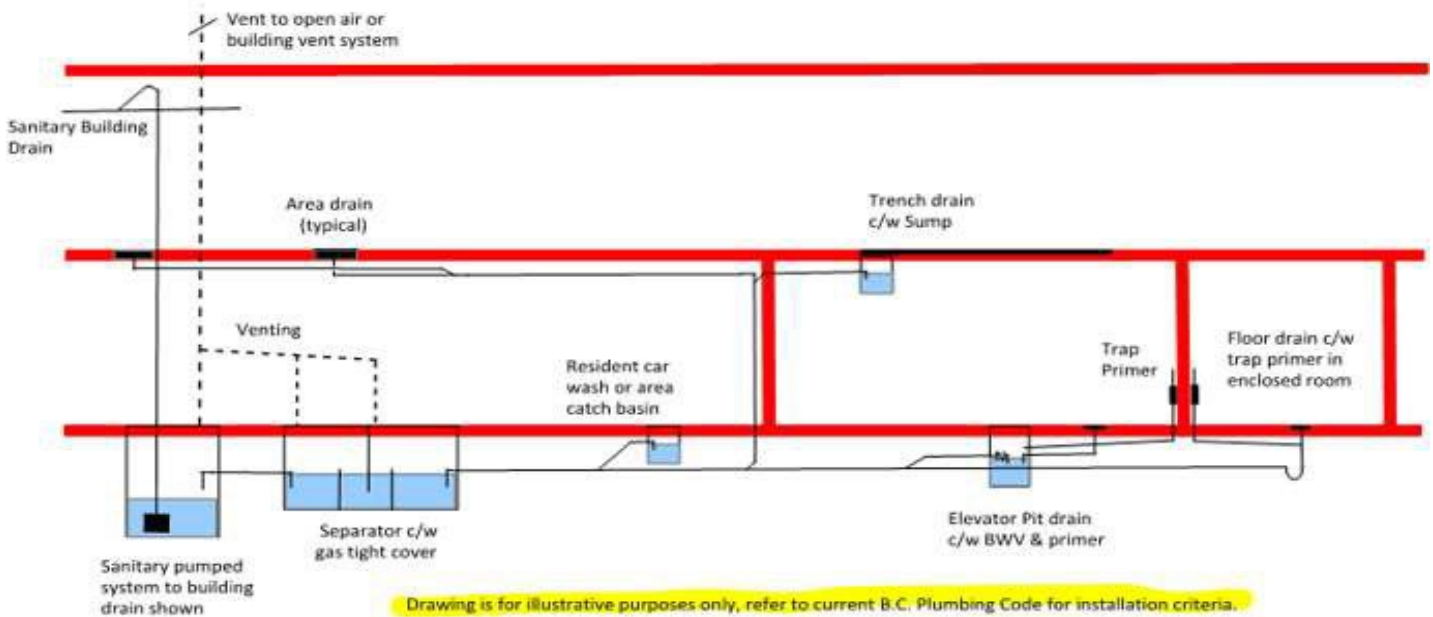 Vent to open air or
building vent system
Sanitary Building
Drain
Area drain
(typical)
Trench drain
c/w Sump
Venting
Resident car
wash or area
catch basin
Trap
Primer
Floor drain c/w
trap primer in
enclosed room
Separator c/w
gas tight cover
Elevator Pit drain
c/w BWV & primer
Sanitary pumped
system to building
drain shown
Drawing is for illustrative purposes only, refer to current B.C. Plumbing Code for installation criteria.